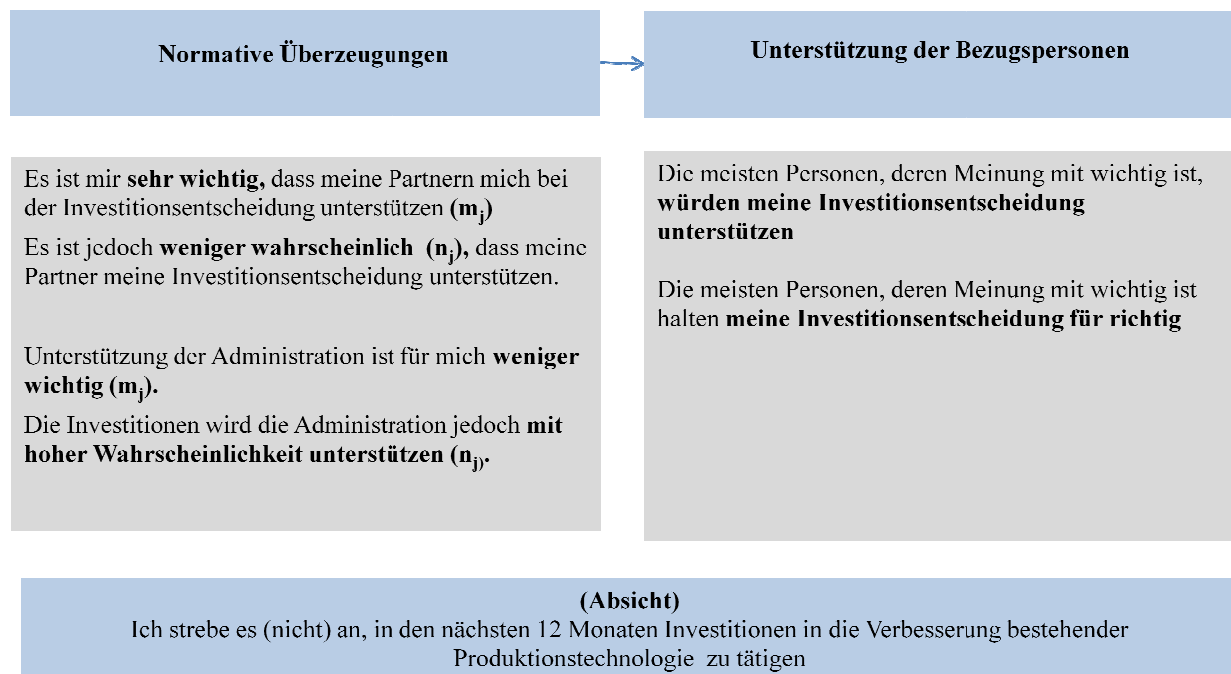 Normative Überzeugungen
Unterstützung der Bezugspersonen
Es ist mir sehr wichtig, dass meine Partnern mich bei
der Investitionsentscheidung unterstützen (mj)
Es ist jedoch weniger wahrscheinlich (nj), dass meine
Partner meine Investitionsentscheidung unterstützen.
Unterstützung der Administration ist für mich weniger
wichtig (mj).
Die Investitionen wird die Administration jedoch mit
hoher Wahrscheinlichkeit unterstützen (nj).
Die meisten Personen, deren Meinung mit wichtig ist,
würden meine Investitionsentscheidung
unterstützen
Die meisten Personen, deren Meinung mit wichtig ist
halten meine Investitionsentscheidung für richtig
(Absicht)
Ich strebe es (nicht) an, in den nächsten 12 Monaten Investitionen in die Verbesserung bestehender
Produktionstechnologie zu tätigen